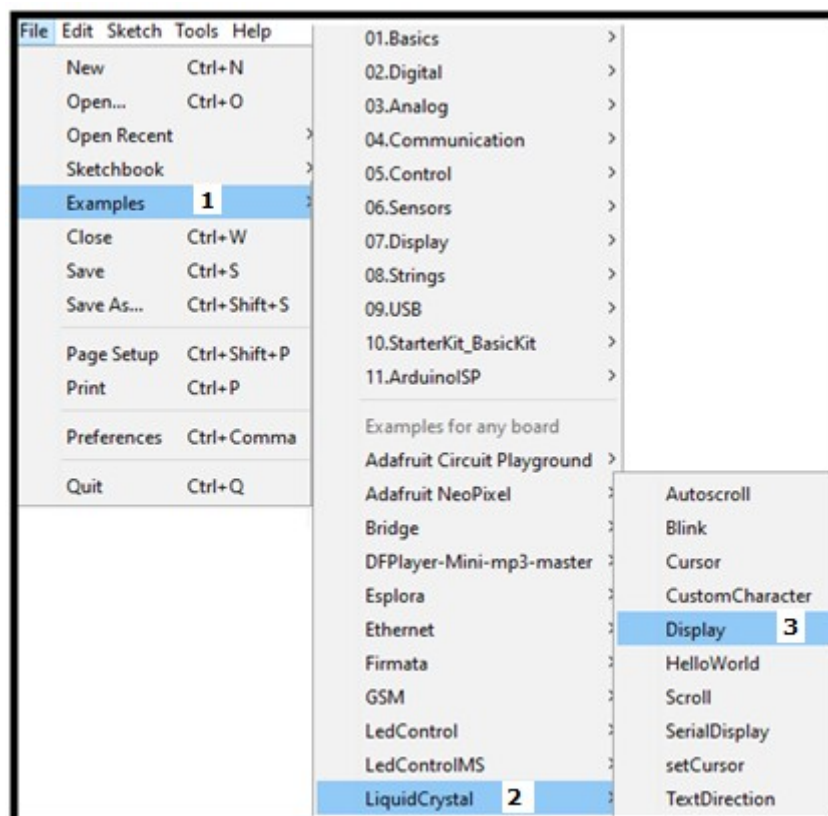 File Edit Sketch Tools Help
New Ctrl+N
Open... Ctrl+O
Open Recent
Sketchbook
Examples 1
Close Ctrl+W
Save Ctrl+S
Save As... Ctrl+Shift+S
Page Setup Ctrl+Shift+P
Print Ctrl+P
Preferences Ctrl+Comma
Quit Ctrl+Q
01.Basics
02.Digital
03.Analog
04.Communication
05.Control
06.Sensors
07.Display
08.Strings
09.USB
10.StarterKit_BasicKit
11.ArduinoISP
Examples for any board
Adafruit Circuit Playground
Adafruit NeoPixel
Bridge
DFPlayer-Mini-mp3-master
Esplora
Ethernet
Firmata
GSM
LedControl
LedControlMS
LiquidCrystal 2
Autoscroll
Blink
Cursor
CustomCharacter
Display 3
HelloWorld
Scroll
SerialDisplay
setCursor
TextDirection